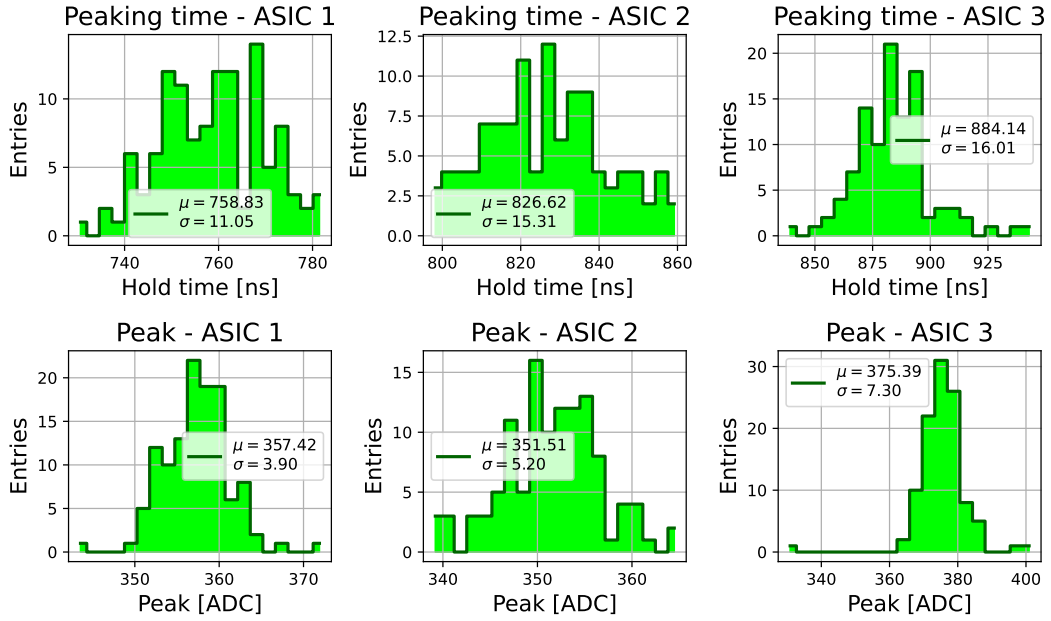 Peaking time - ASIC 1
Entries
10
5
0
μ = 758.83
σ = 11.05
740
760
780
Hold time [ns]
Peaking time - ASIC 2
Entries
12.5
10.0
7.5
5.0
2.5
0.0
μ = 826.62
σ = 15.31
800
820
840
860
Hold time [ns]
Peaking time - ASIC 3
Entries
20
15
10
5
0
μ = 884.14
σ = 16.01
850
875
900
925
Hold time [ns]
Peak - ASIC 1
Entries
20
15
10
5
0
μ = 357.42
σ = 3.90
350
360
370
Peak [ADC]
Peak - ASIC 2
Entries
15
10
5
0
μ = 351.51
σ = 5.20
340
350
360
Peak [ADC]
Peak - ASIC 3
Entries
30
20
10
0
μ = 375.39
σ = 7.30
340
360
380
400
Peak [ADC]